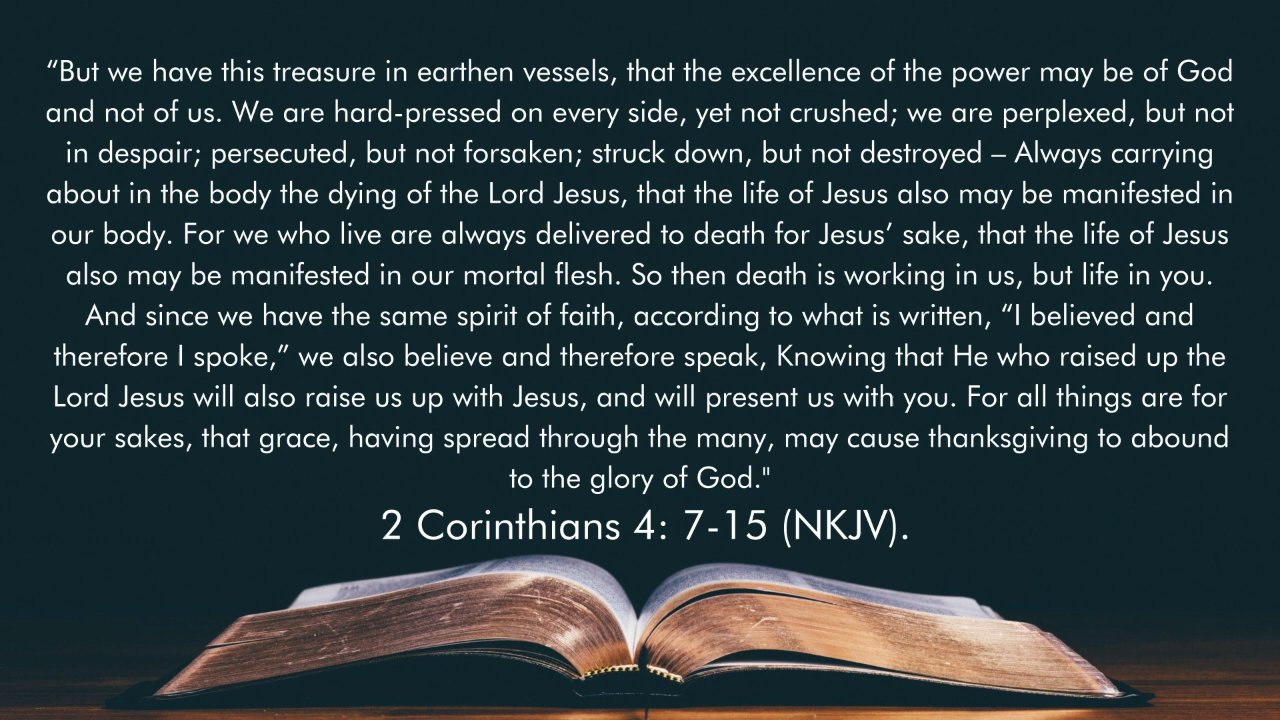 “But we have this treasure in earthen vessels, that the excellence of the power may be of God
and not of us. We are hard-pressed on every side, yet not crushed; we are perplexed, but not
in despair; persecuted, but not forsaken; struck down, but not destroyed – Always carrying
about in the body the dying of the Lord Jesus, that the life of Jesus also may be manifested in
our body. For we who live are always delivered to death for Jesus’ sake, that the life of Jesus
also may be manifested in our mortal flesh. So then death is working in us, but life in you.
And since we have the same spirit of faith, according to what is written, “I believed and
therefore I spoke,” we also believe and therefore speak, Knowing that He who raised up the
Lord Jesus will also raise us up with Jesus, and will present us with you. For all things are for
your sakes, that grace, having spread through the many, may cause thanksgiving to abound
to the glory of God."
2 Corinthians 4: 7-15 (NKJV).